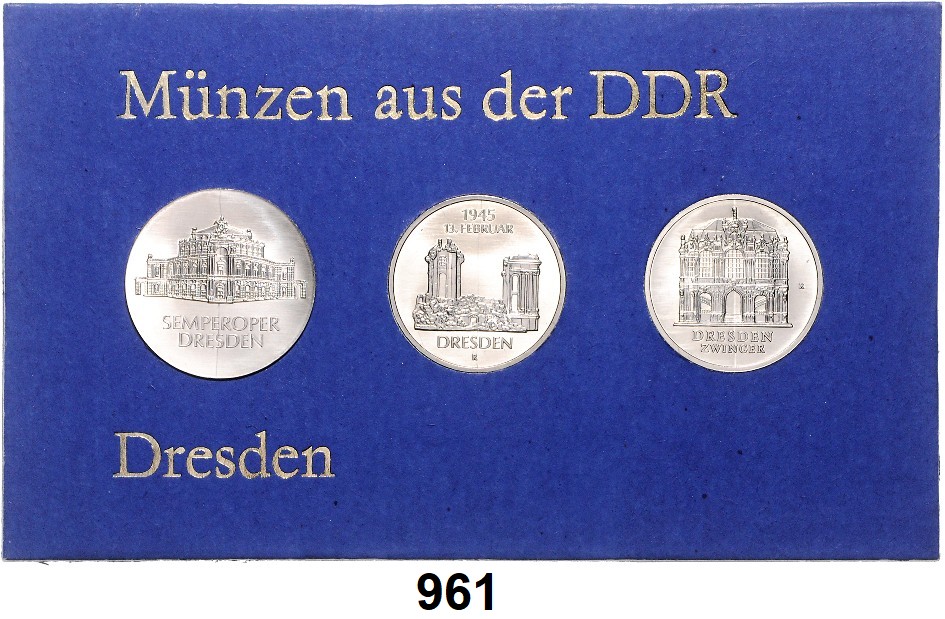 Münzen aus der DDR
SEMPEROPER
DRESDEN
1945
13. FEBRUAR
DRESDEN
DRESDEN
ZWINGER
Dresden
961